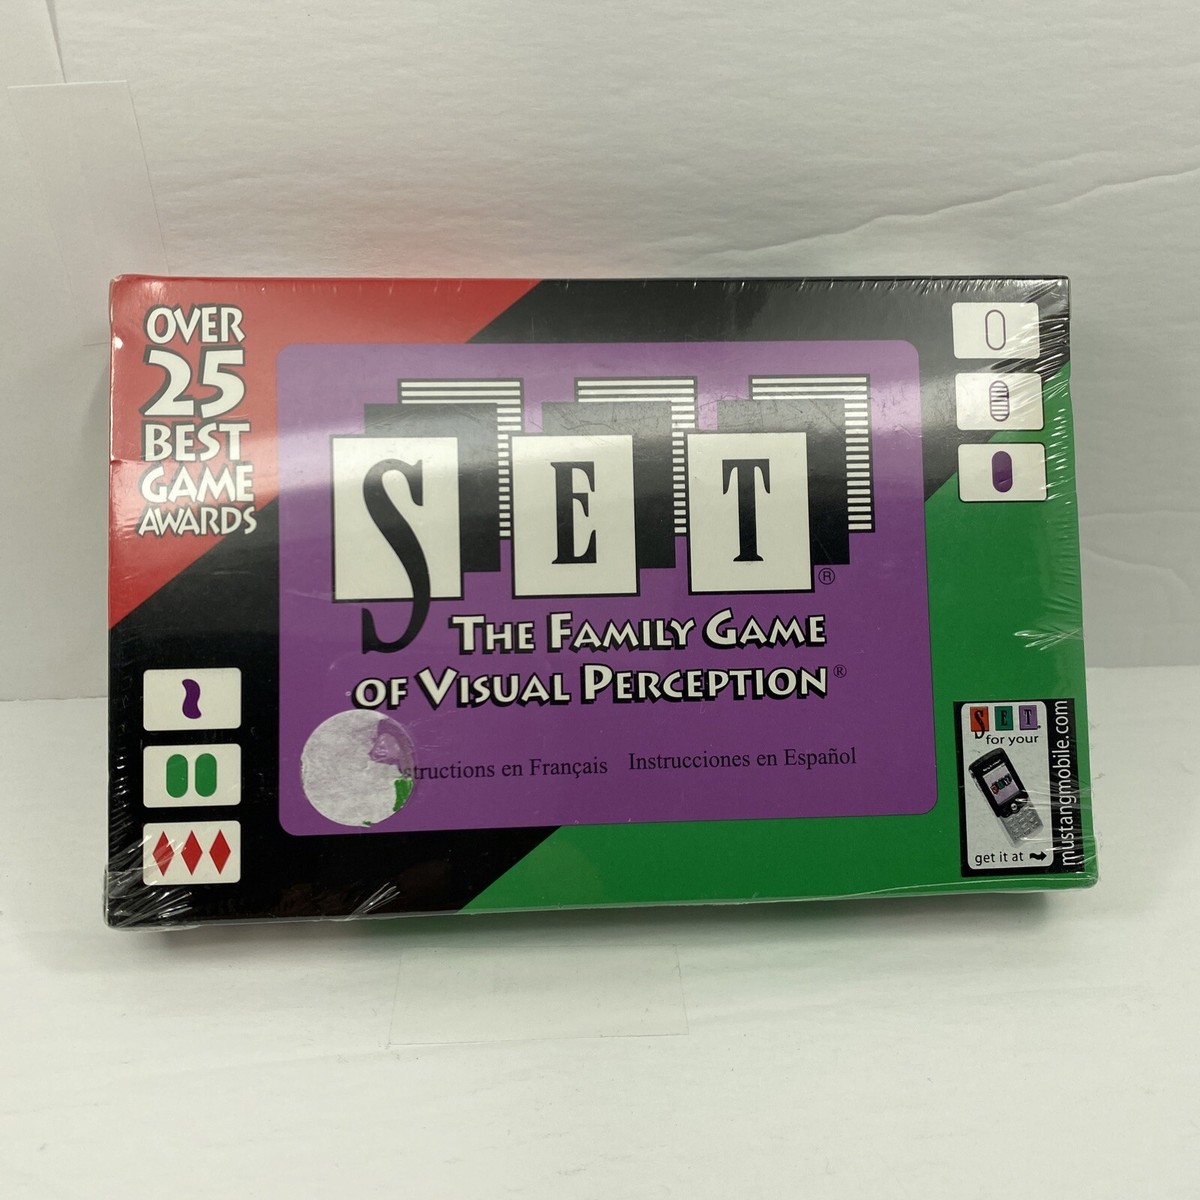 OVER
25
BEST
GAME
AWARDS
SET®
THE FAMILY GAME
OF VISUAL PERCEPTION®
Instrucciones en Español
en Français
SET
for your
get it at
mustangmobile.com